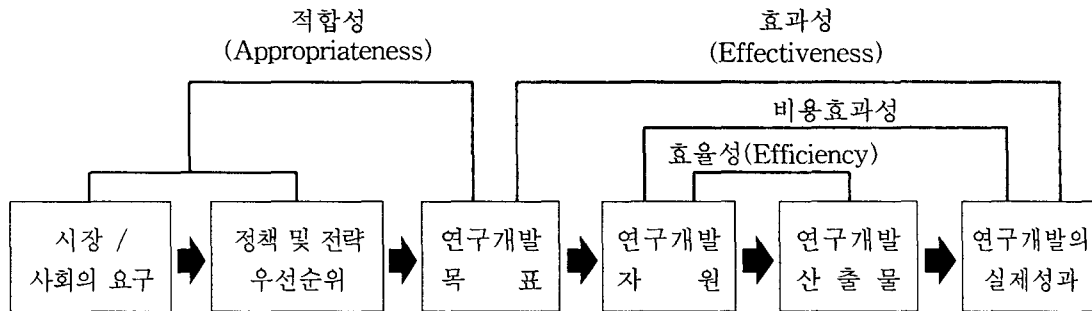 적합성
(Appropriateness)
효과성
(Effectiveness)
비용효과성
효율성(Efficiency)
시장 /
사회의 요구
정책 및 전략
우선순위
연구개발
목 표
연구개발
자 원
연구개발
산 출 물
연구개발의
실제성과